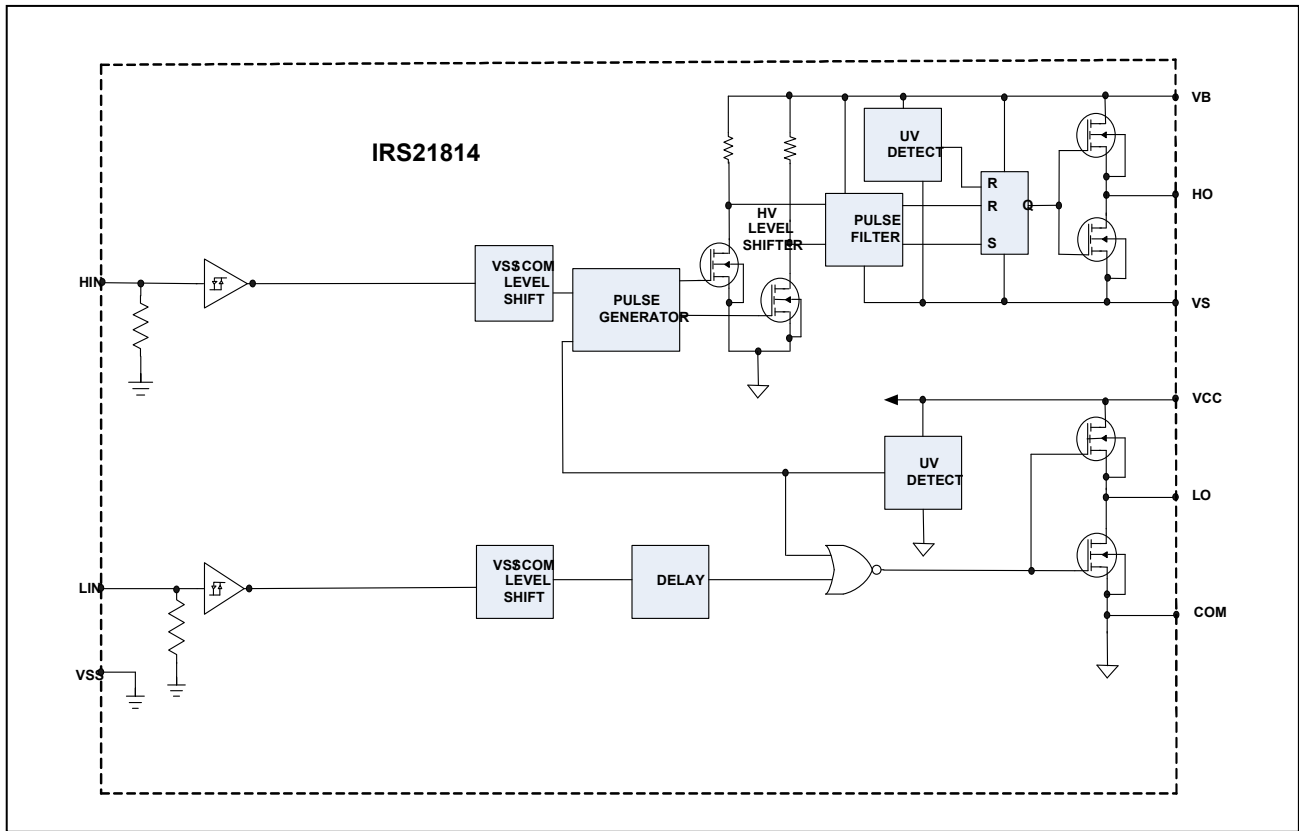 IRS21814
VB
UV
DETECT
R
R
Q
S
HO
HV
LEVEL
SHIFTER
PULSE
FILTER
HIN
VSS/COM
LEVEL
SHIFT
PULSE
GENERATOR
VS
VCC
UV
DETECT
LO
LIN
VSS/COM
LEVEL
SHIFT
DELAY
COM
VSS